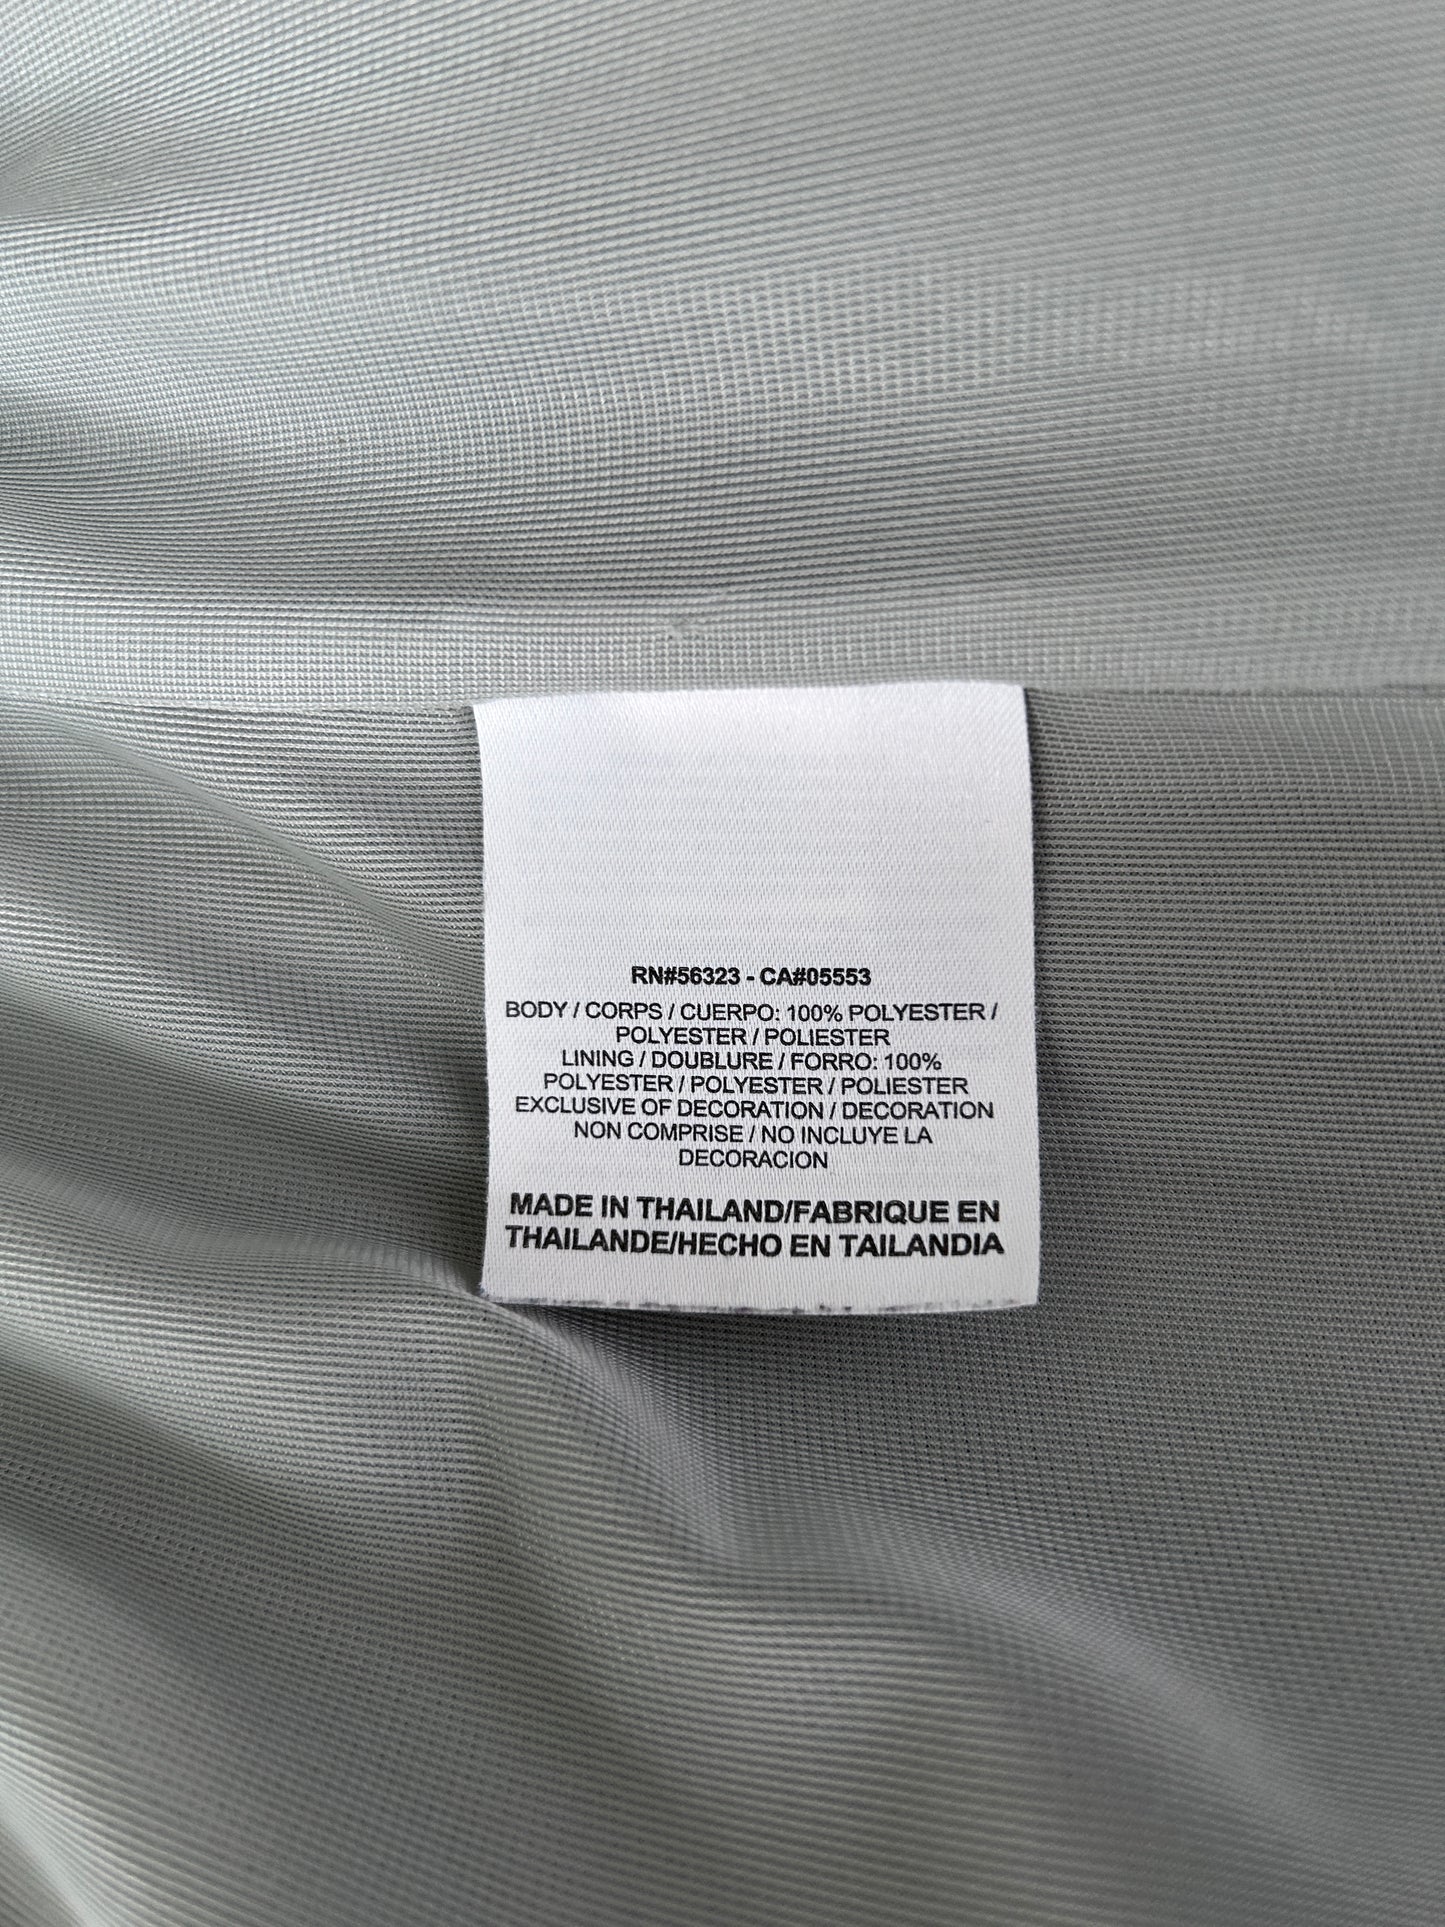 RN#56323 - CA#05553
BODY / CORPS / CUERPO: 100% POLYESTER /
POLYESTER / POLIESTER
LINING / DOUBLURE / FORRO: 100%
POLYESTER / POLYESTER / POLIESTER
EXCLUSIVE OF DECORATION / DECORATION
NON COMPRISE / NO INCLUYE LA
DECORACION
MADE IN THAILAND/FABRIQUE EN
THAILANDE/HECHO EN TAILANDIA